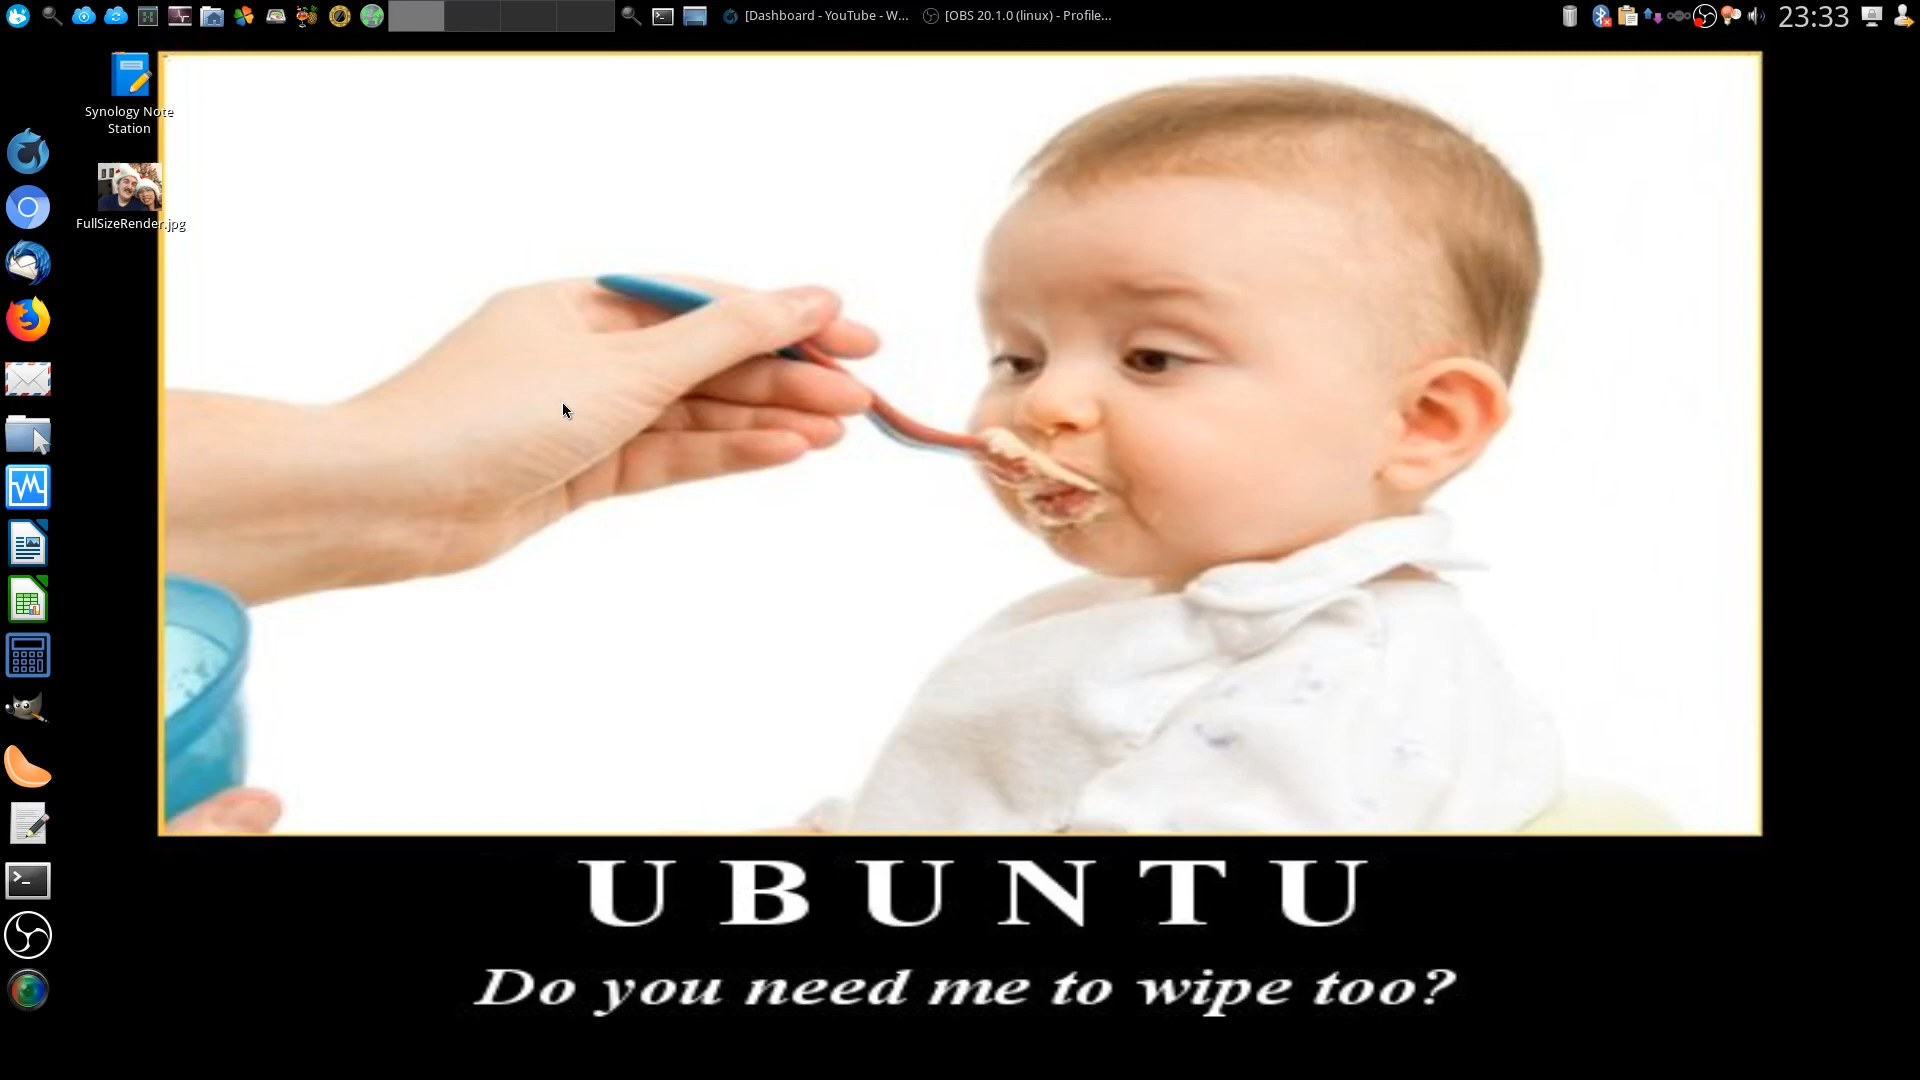 [Dashboard - YouTube - W...
[OBS 20.1.0 (linux) - Profile...
23:33
Synology Note
Station
FullSizeRender.jpg
UBUNTU
Do you need me to wipe too?